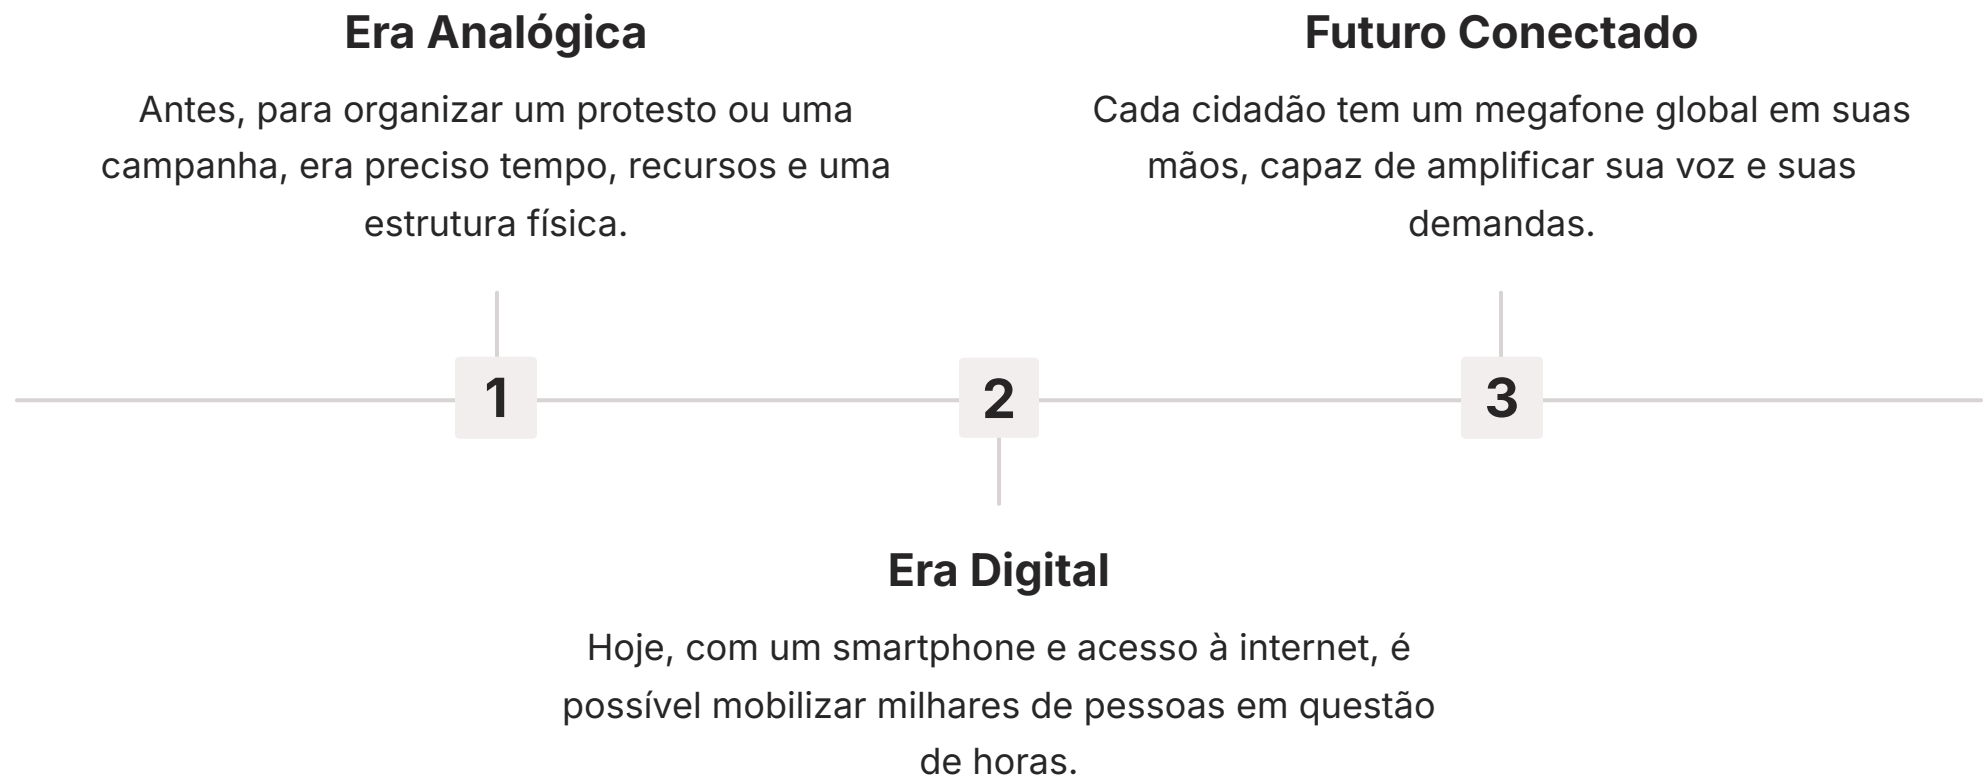 Era Analógica
Antes, para organizar um protesto ou uma
campanha, era preciso tempo, recursos e uma
estrutura física.
Futuro Conectado
Cada cidadão tem um megafone global em suas
mãos, capaz de amplificar sua voz e suas
demandas.
1
2
3
Era Digital
Hoje, com um smartphone e acesso à internet, é
possível mobilizar milhares de pessoas em questão
de horas.